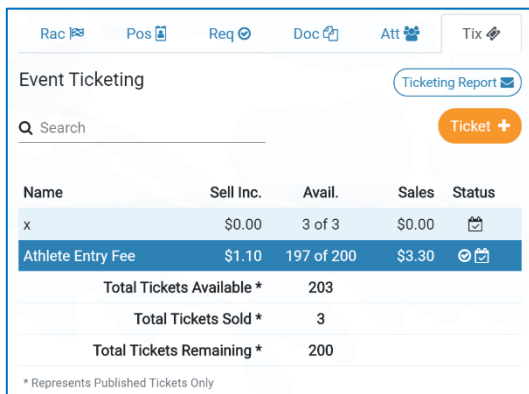 Rac Pos Req Doc Att Tix
Event Ticketing Ticketing Report
Search Ticket +
Name Sell Inc. Avail. Sales Status
x $0.00 3 of 3 $0.00
Athlete Entry Fee $1.10 197 of 200 $3.30
Total Tickets Available * 203
Total Tickets Sold * 3
Total Tickets Remaining * 200
* Represents Published Tickets Only